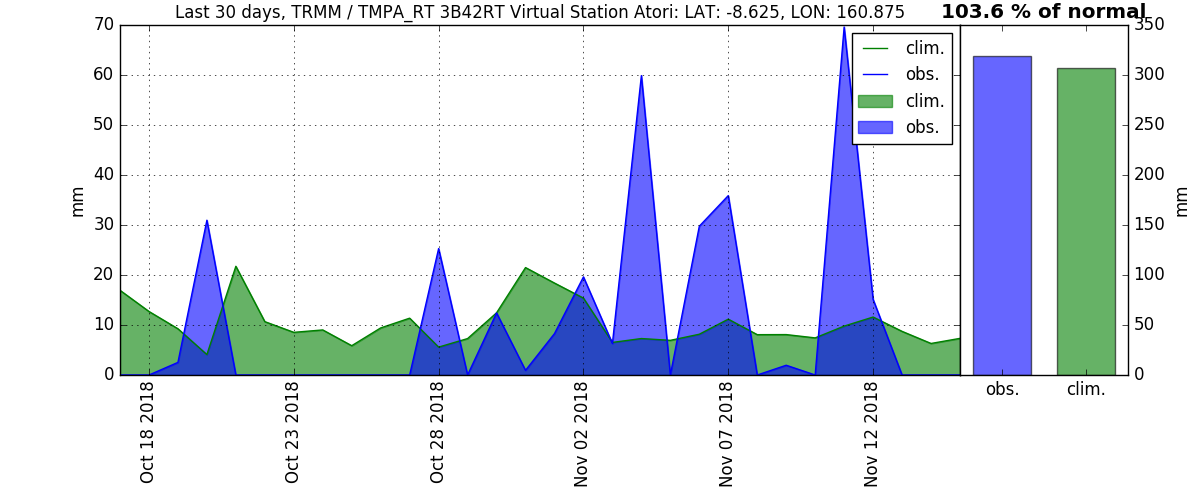 Last 30 days, TRMM / TMPA_RT 3B42RT Virtual Station Atori: LAT: -8.625, LON: 160.875
103.6 % of normal
70
60
50
40
30
20
10
0
mm
clim.
obs.
clim.
obs.
Oct 18 2018
Oct 23 2018
Oct 28 2018
Nov 02 2018
Nov 07 2018
Nov 12 2018
350
300
250
200
150
100
50
0
mm
obs.
clim.